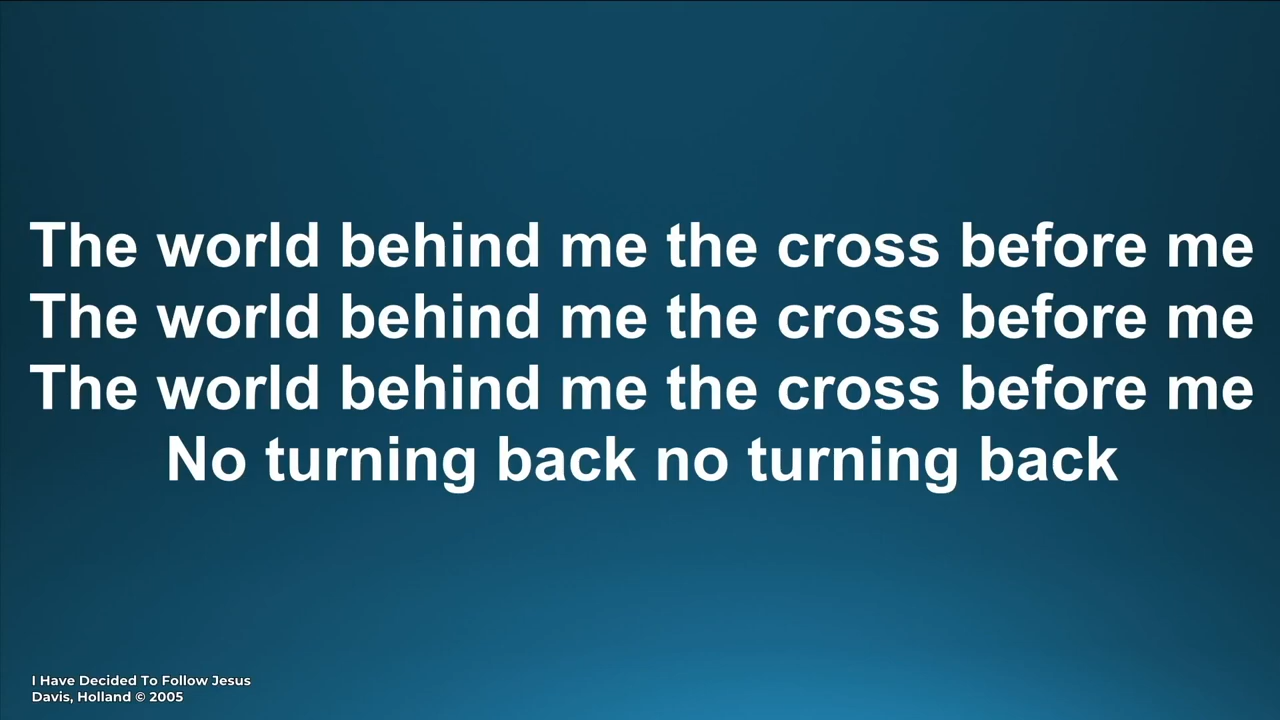 The world behind me the cross before me
The world behind me the cross before me
The world behind me the cross before me
No turning back no turning back
I Have Decided To Follow Jesus
Davis, Holland © 2005